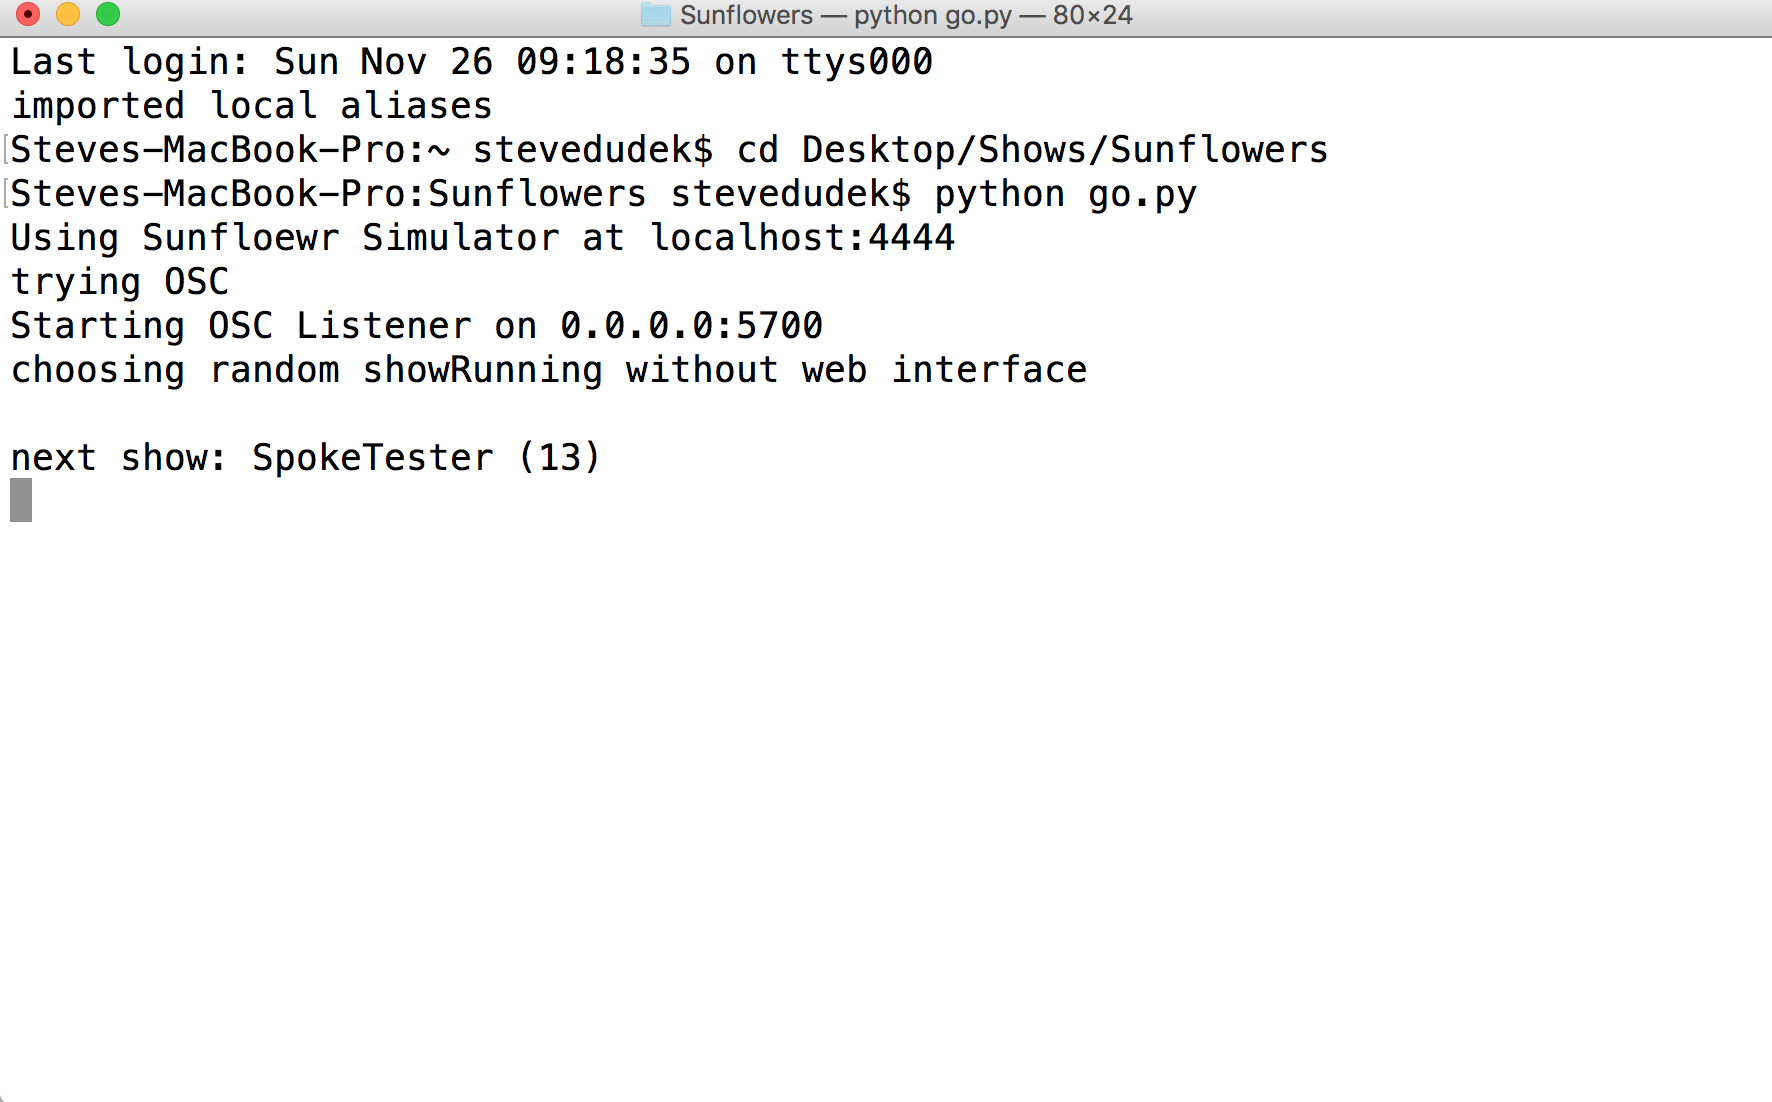 Sunflowers — python go.py — 80×24
Last login: Sun Nov 26 09:18:35 on ttys000
imported local aliases
Steves-MacBook-Pro:~ stevedudek$ cd Desktop/Shows/Sunflowers
Steves-MacBook-Pro:Sunflowers stevedudek$ python go.py
Using Sunfloewr Simulator at localhost:4444
trying OSC
Starting OSC Listener on 0.0.0.0:5700
choosing random showRunning without web interface
next show: SpokeTester (13)